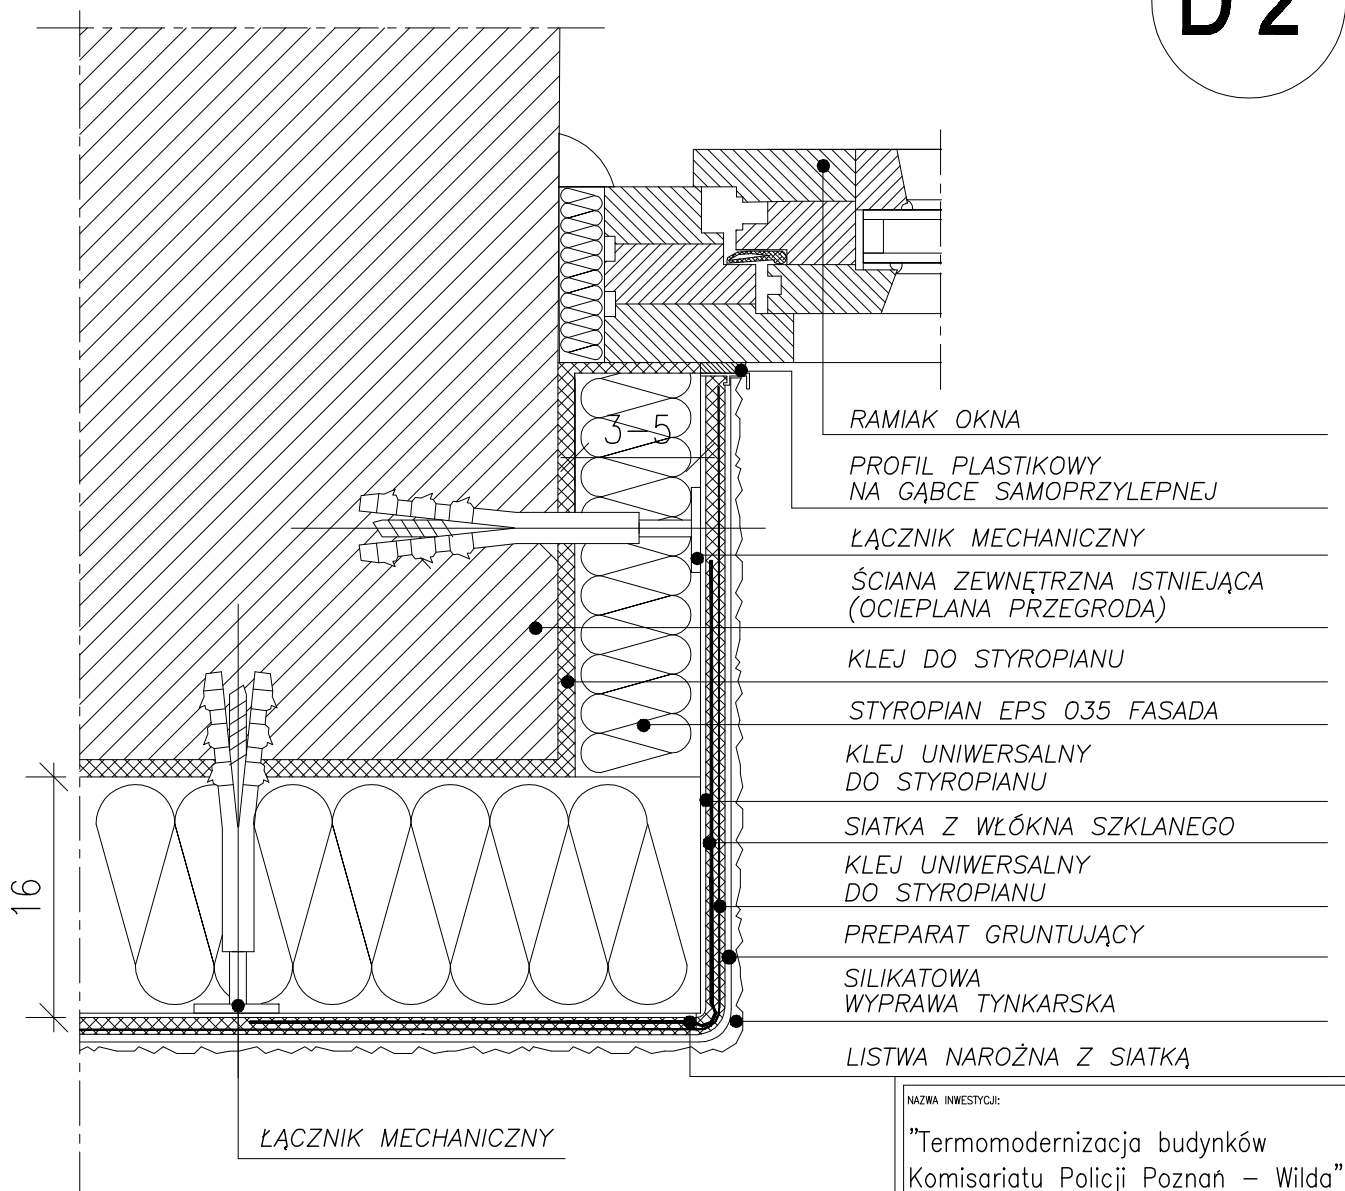 D2
3-5
RAMIAK OKNA
PROFIL PLASTIKOWY
NA GĄBCE SAMOPRZYLEPNEJ
ŁĄCZNIK MECHANICZNY
ŚCIANA ZEWNĘTRZNA ISTNIEJĄCA
(OCIEPLANA PRZEGRODA)
KLEJ DO STYROPIANU
STYROPIAN EPS 035 FASADA
KLEJ UNIWERSALNY
DO STYROPIANU
SIATKA Z WŁÓKNA SZKLANEGO
KLEJ UNIWERSALNY
DO STYROPIANU
PREPARAT GRUNTUJĄCY
SILIKATOWA
WYPRAWA TYNKARSKA
LISTWA NAROŻNA Z SIATKĄ
16
ŁĄCZNIK MECHANICZNY
NAZWA INWESTYCJI:
"Termomodernizacja budynków
Komisariatu Policji Poznań – Wilda"